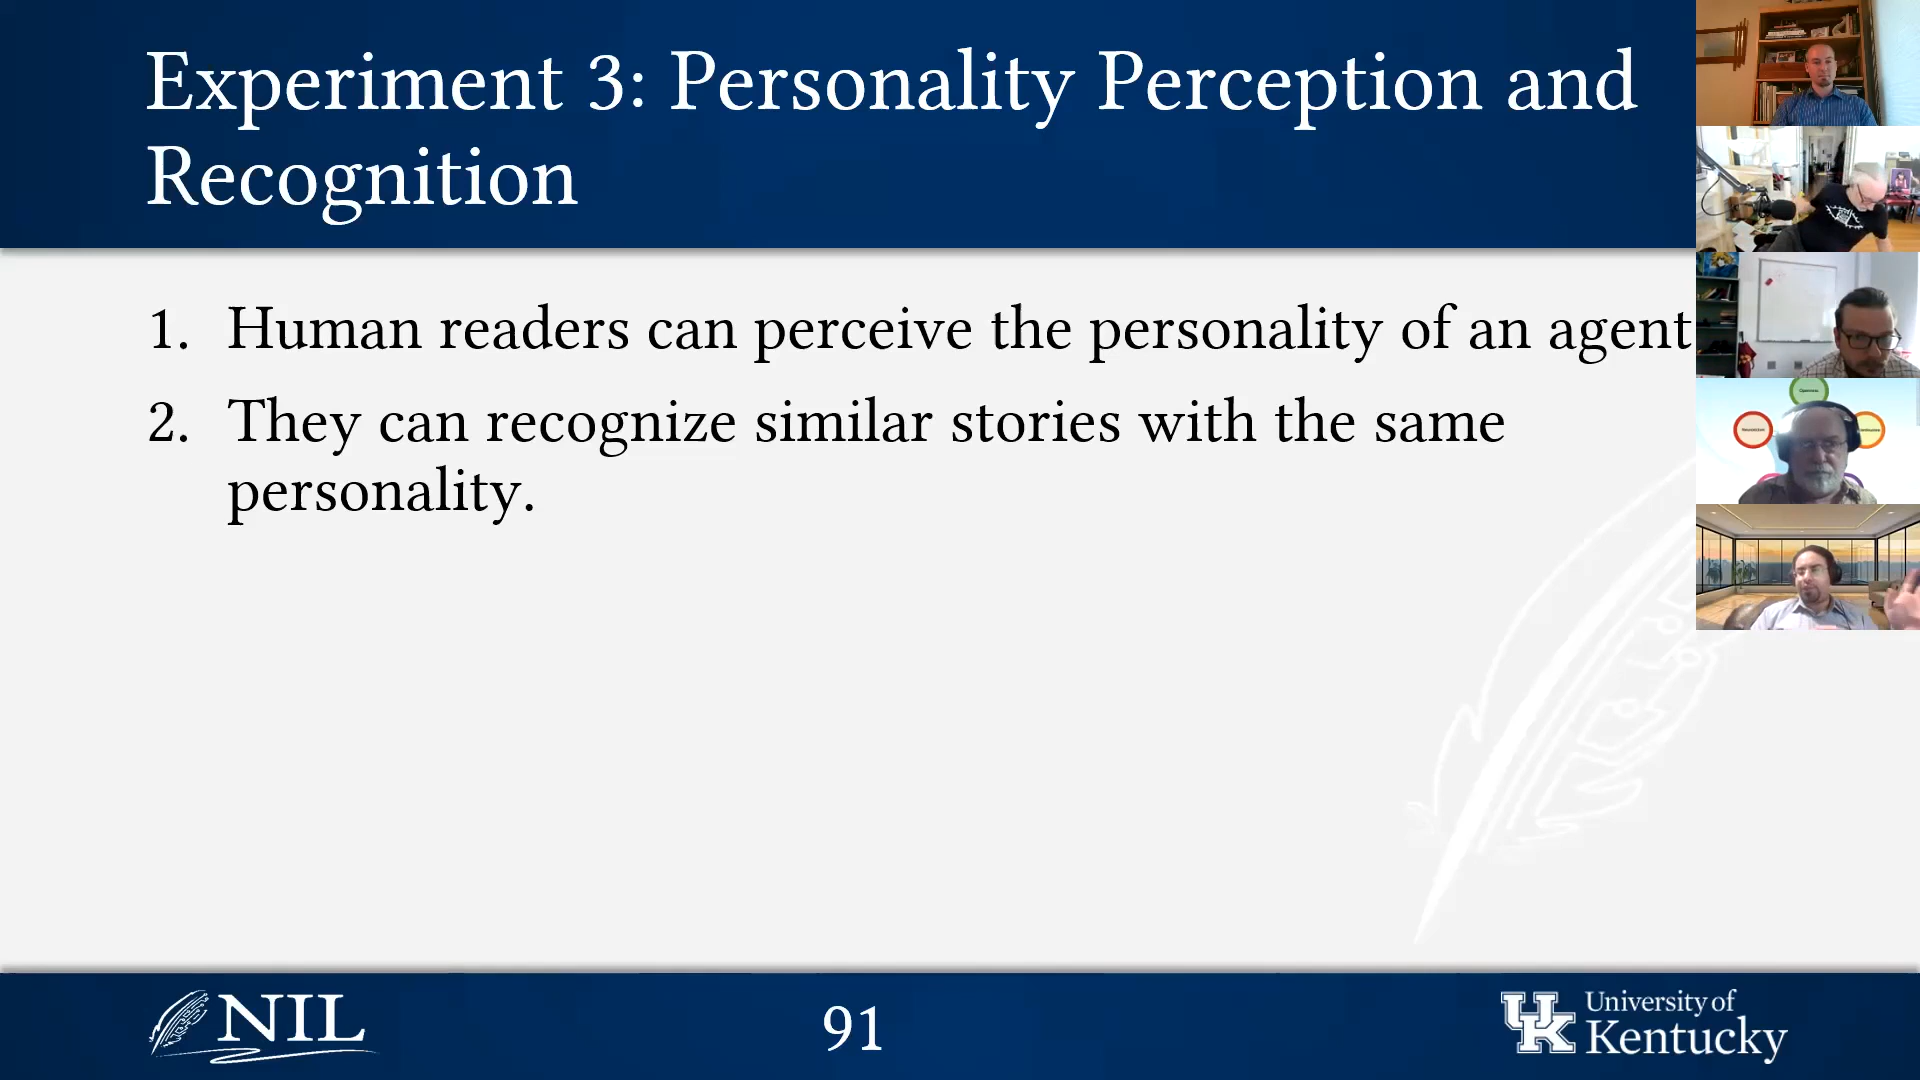 Experiment 3: Personality Perception and
Recognition
1. Human readers can perceive the personality of an agent
2. They can recognize similar stories with the same
personality.
NIL
91
UK
University of
Kentucky